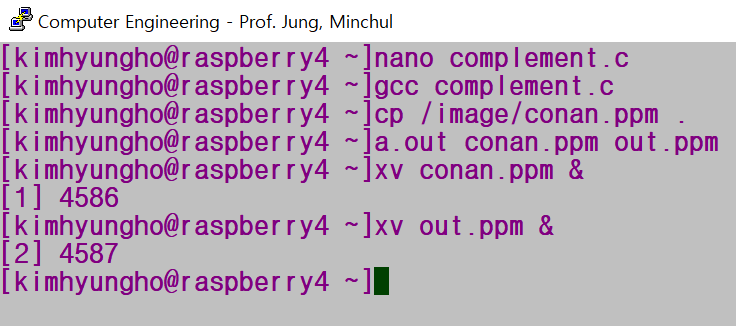 Computer Engineering - Prof. Jung, Minchul
[kimhyungho@raspberry4 ~]nano complement.c
[kimhyungho@raspberry4 ~]gcc complement.c
[kimhyungho@raspberry4 ~]cp /image/conan.ppm .
[kimhyungho@raspberry4 ~]a.out conan.ppm out.ppm
[kimhyungho@raspberry4 ~]xv conan.ppm &
[1] 4586
[kimhyungho@raspberry4 ~]xv out.ppm &
[2] 4587
[kimhyungho@raspberry4 ~]